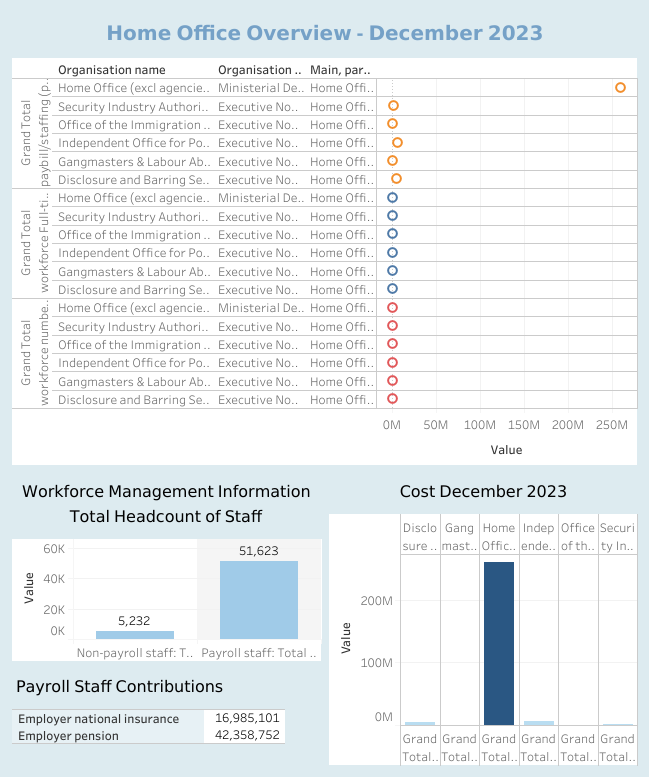 Home Office Overview - December 2023
Organisation name Organisation .. Main, par..
Grand Total
paybill/staffing (p..
Home Office (excl agencie.. Ministerial De.. Home Offi..
Security Industry Authori.. Executive No.. Home Offi..
Office of the Immigration .. Executive No.. Home Offi..
Independent Office for Po.. Executive No.. Home Offi..
Gangmasters & Labour Ab.. Executive No.. Home Offi..
Disclosure and Barring Se.. Executive No.. Home Offi..
Grand Total
workforce Full-ti..
Home Office (excl agencie.. Ministerial De.. Home Offi..
Security Industry Authori.. Executive No.. Home Offi..
Office of the Immigration .. Executive No.. Home Offi..
Independent Office for Po.. Executive No.. Home Offi..
Gangmasters & Labour Ab.. Executive No.. Home Offi..
Disclosure and Barring Se.. Executive No.. Home Offi..
Grand Total
workforce numbe..
Home Office (excl agencie.. Ministerial De.. Home Offi..
Security Industry Authori.. Executive No.. Home Offi..
Office of the Immigration .. Executive No.. Home Offi..
Independent Office for Po.. Executive No.. Home Offi..
Gangmasters & Labour Ab.. Executive No.. Home Offi..
Disclosure and Barring Se.. Executive No.. Home Offi..
0M 50M 100M 150M 200M 250M
Value
Workforce Management Information
Total Headcount of Staff
Value
60K
40K
20K
0K
5,232
51,623
Non-payroll staff: T.. Payroll staff: Total ..
Payroll Staff Contributions
Employer national insurance 16,985,101
Employer pension 42,358,752
Cost December 2023
Disclo Gang Home Indep Office Securi
sure .. mast.. Offic.. ende.. of th.. ty In..
Value
200M
100M
0M
Grand Grand Grand Grand Grand Grand
Total.. Total.. Total.. Total.. Total.. Total..